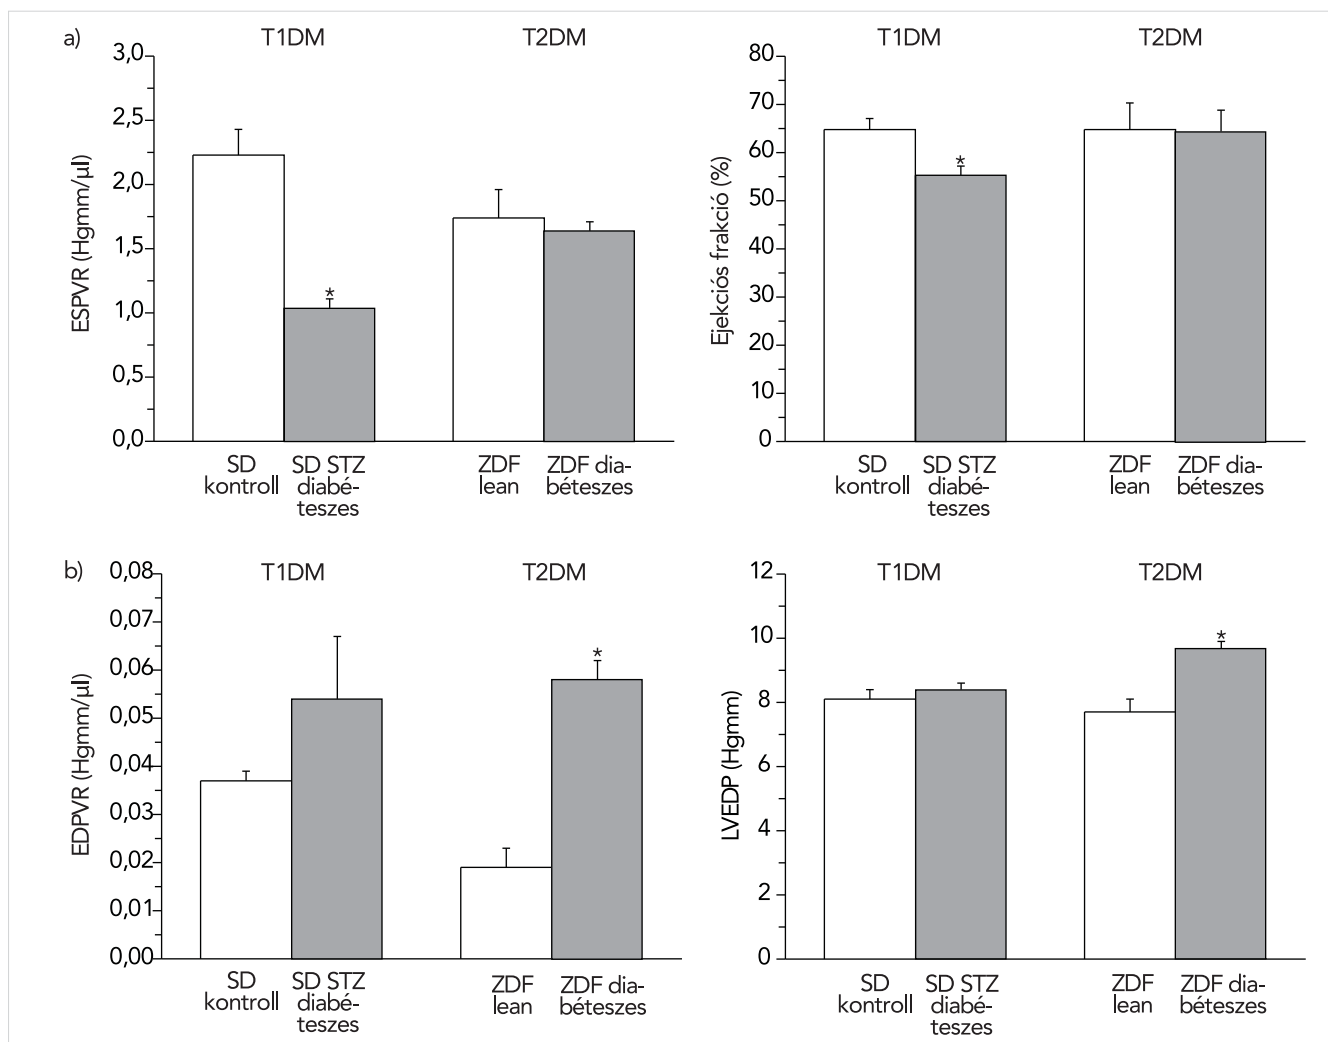 a)
T1DM
T2DM
3,0
2,5
2,0
1,5
1,0
0,5
0,0
ESPVR (Hgmm/µl)
*
SD
kontroll
SD STZ
diabé-
teszes
ZDF
lean
ZDF dia-
béteszes
T1DM
T2DM
80
70
60
50
40
30
20
10
0
Ejekciós frakció (%)
*
SD
kontroll
SD STZ
diabé-
teszes
ZDF
lean
ZDF dia-
béteszes
b)
T1DM
T2DM
0,08
0,07
0,06
0,05
0,04
0,03
0,02
0,01
0,00
EDPVR (Hgmm/µl)
*
SD
kontroll
SD STZ
diabé-
teszes
ZDF
lean
ZDF dia-
béteszes
T1DM
T2DM
12
10
8
6
4
2
0
LVEDP (Hgmm)
*
SD
kontroll
SD STZ
diabé-
teszes
ZDF
lean
ZDF dia-
béteszes